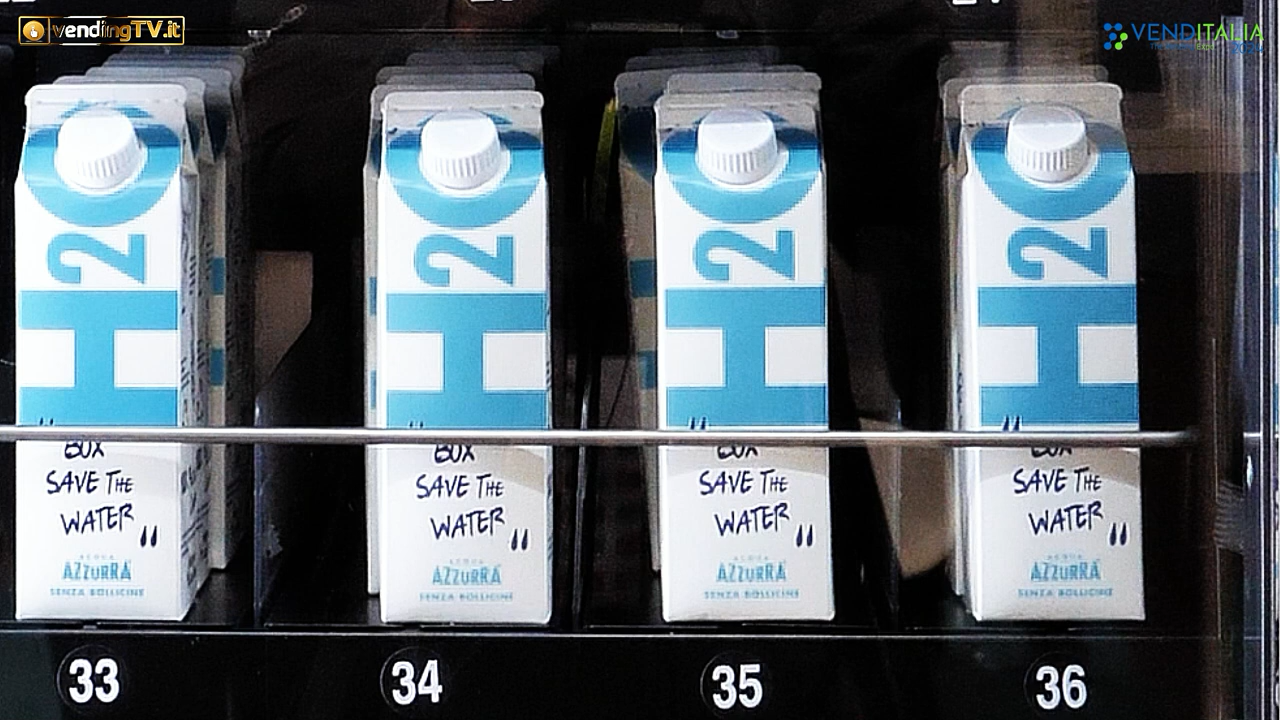 vendingTV.it
VENDITALIA
H2O
BOX
SAVE THE
WATER "
ACQUA
AZZURRA
SENZA BOLLICINE
H2O
BOX
SAVE THE
WATER "
ACQUA
AZZURRA
SENZA BOLLICINE
H2O
BOX
SAVE THE
WATER "
ACQUA
AZZURRA
SENZA BOLLICINE
H2O
BOX
SAVE THE
WATER "
ACQUA
AZZURRA
SENZA BOLLICINE
33
34
35
36